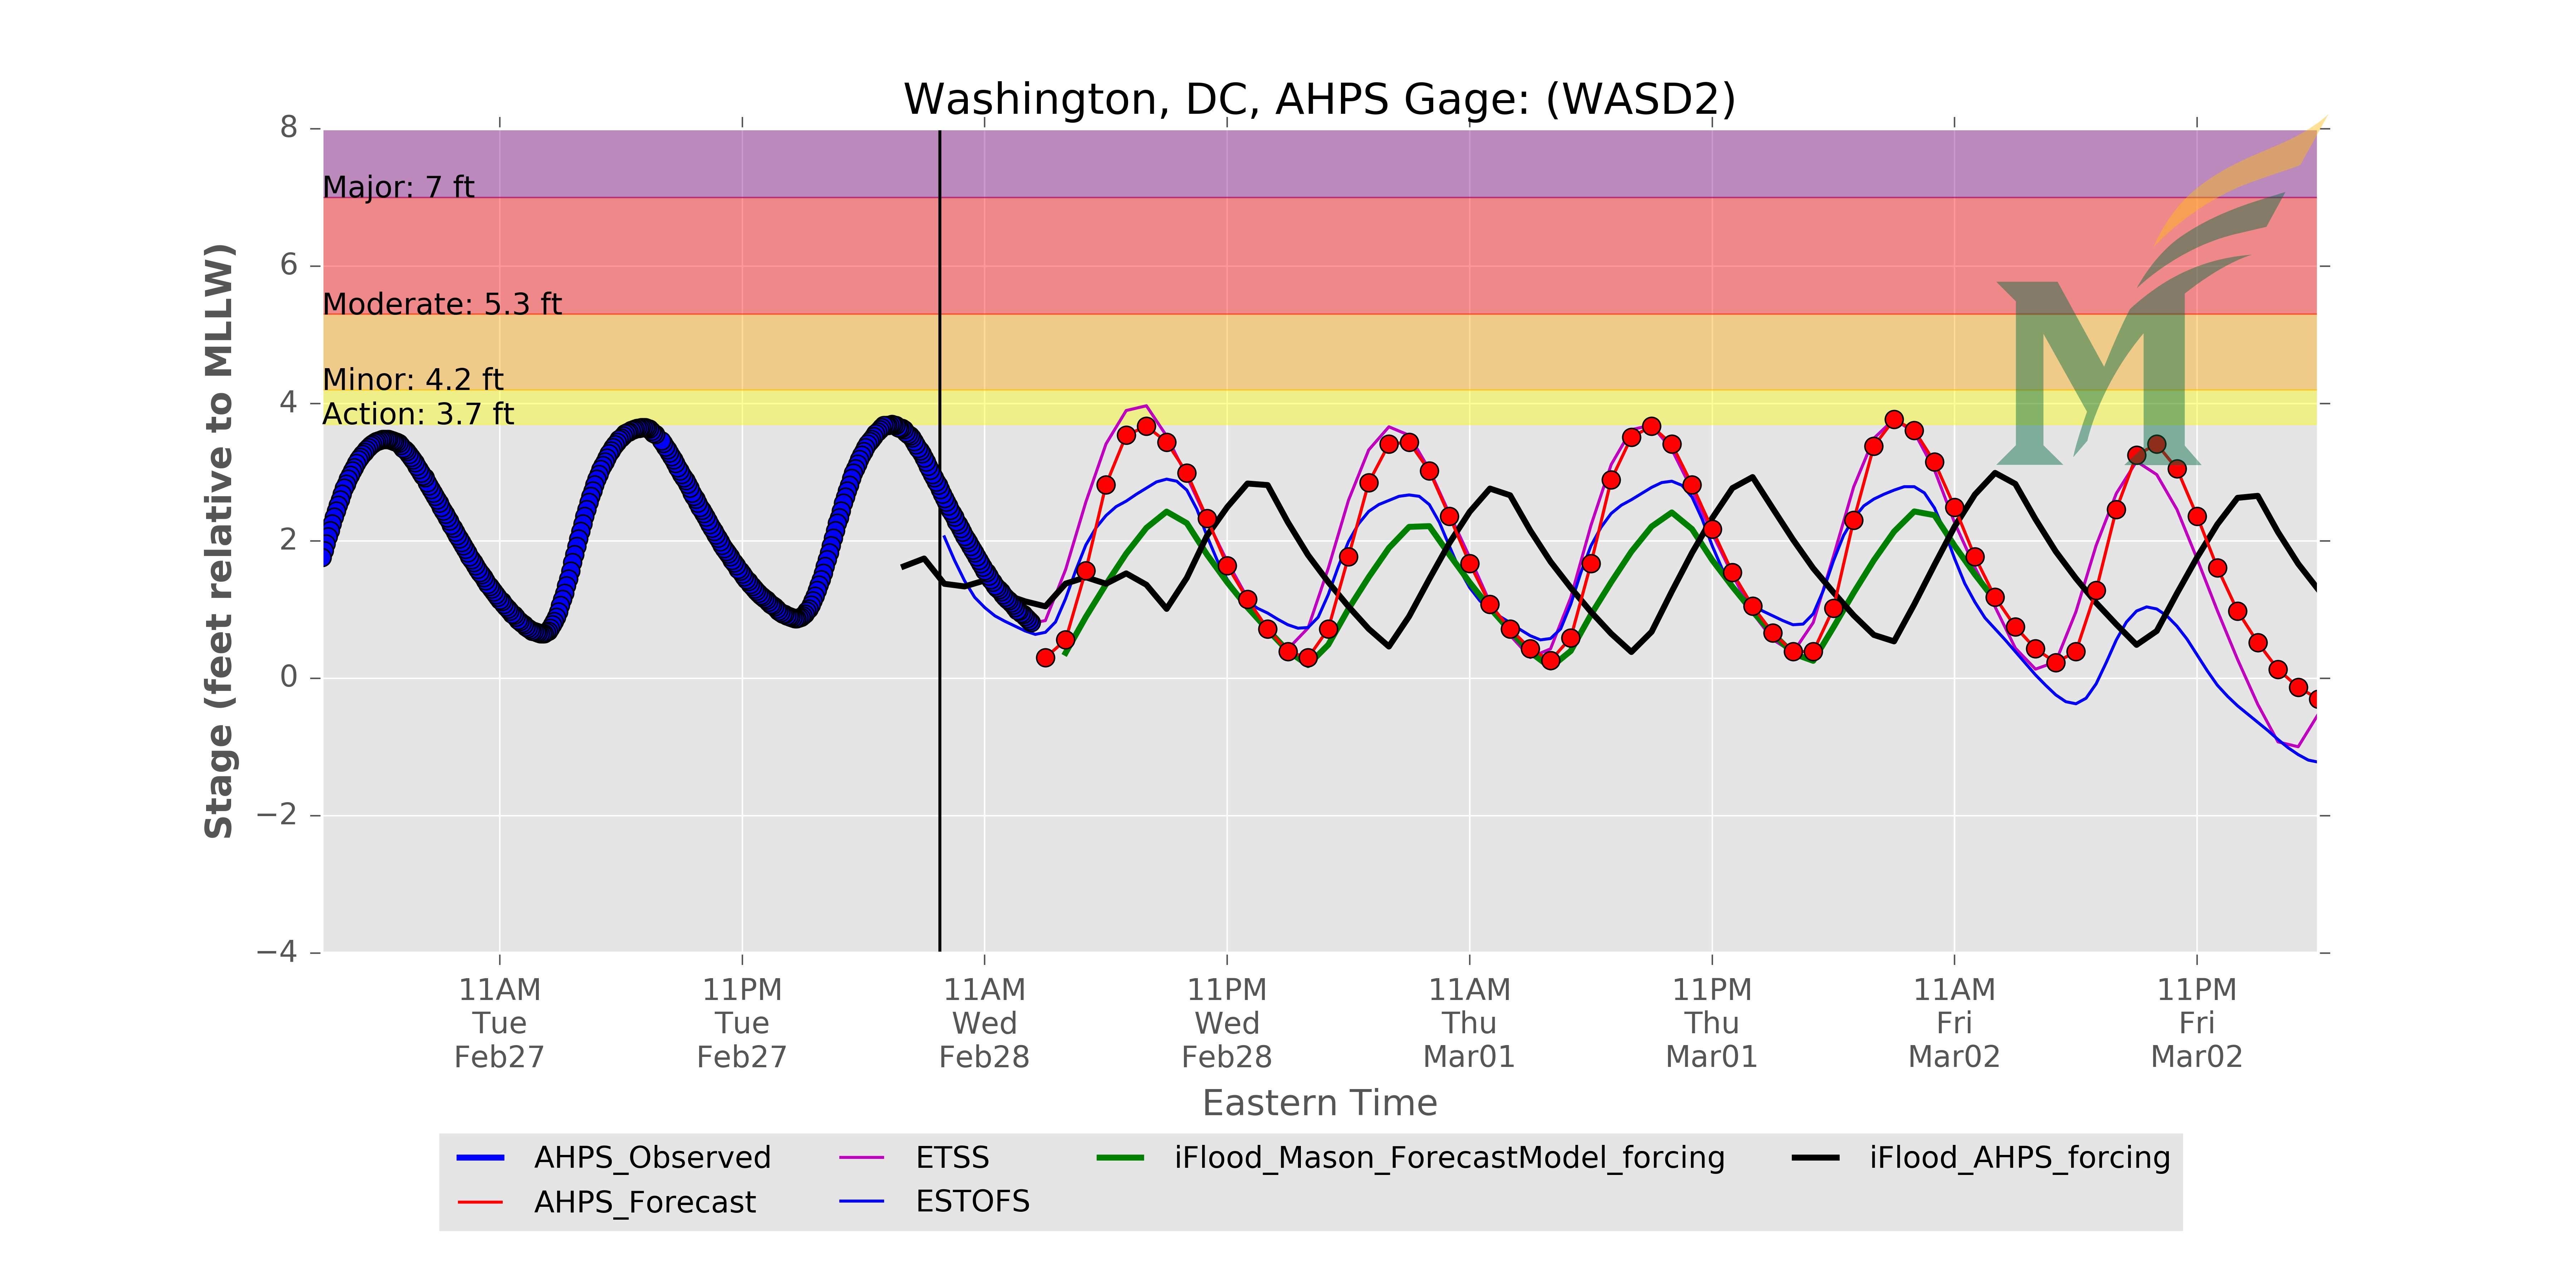 Washington, DC, AHPS Gage: (WASD2)
8
Major: 7 ft
6
Moderate: 5.3 ft
Minor: 4.2 ft
4
Action: 3.7 ft
2
0
−2
−4
Stage (feet relative to MLLW)
11AM 11PM 11AM 11PM 11AM 11PM 11AM 11PM
Tue Tue Wed Wed Thu Thu Fri Fri
Feb27 Feb27 Feb28 Feb28 Mar01 Mar01 Mar02 Mar02
Eastern Time
AHPS_Observed ETSS iFlood_Mason_ForecastModel_forcing iFlood_AHPS_forcing
AHPS_Forecast ESTOFS
M